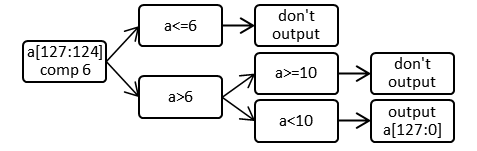 a[127:124]
comp 6
a<=6
don't
output
a>6
a>=10
don't
output
a<10
output
a[127:0]